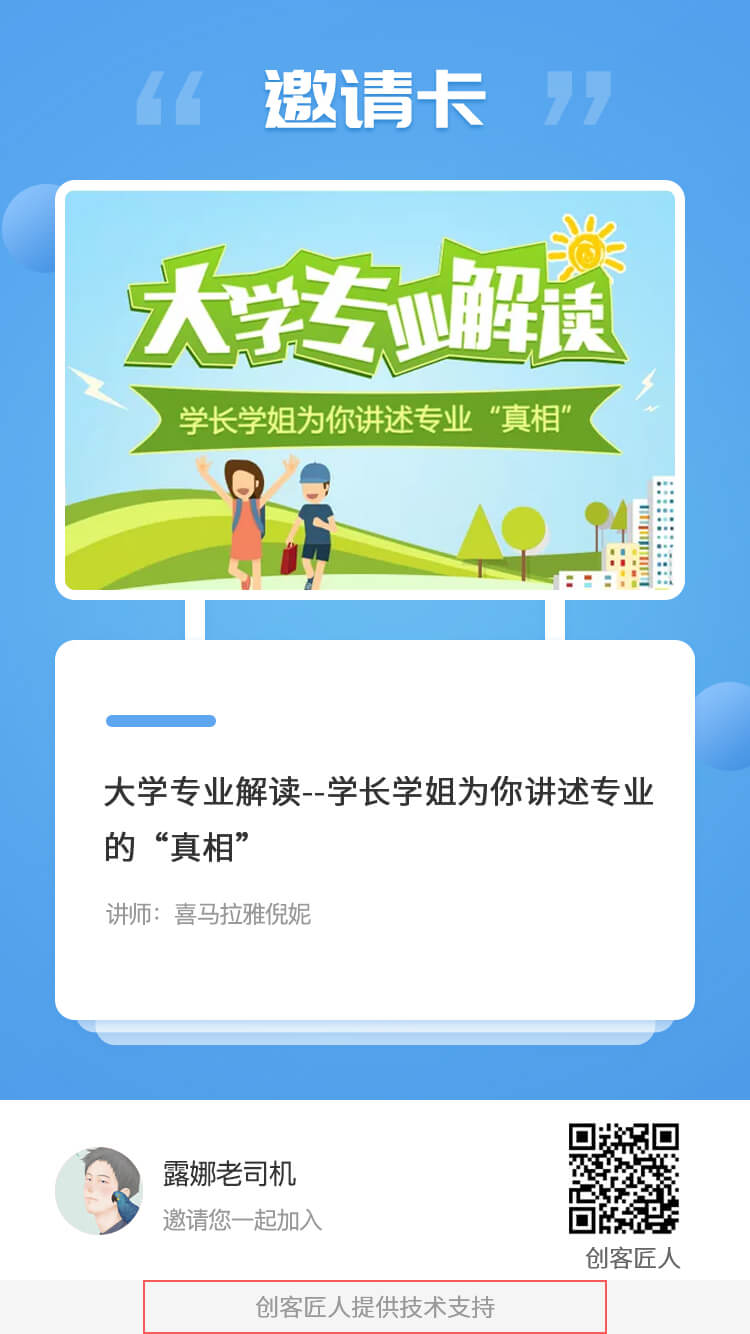 “邀请卡”
大学专业解读
学长学姐为你讲述专业“真相”
大学专业解读--学长学姐为你讲述专业
的“真相”
讲师：喜马拉雅倪妮
露娜老司机
邀请您一起加入
创客匠人
创客匠人提供技术支持